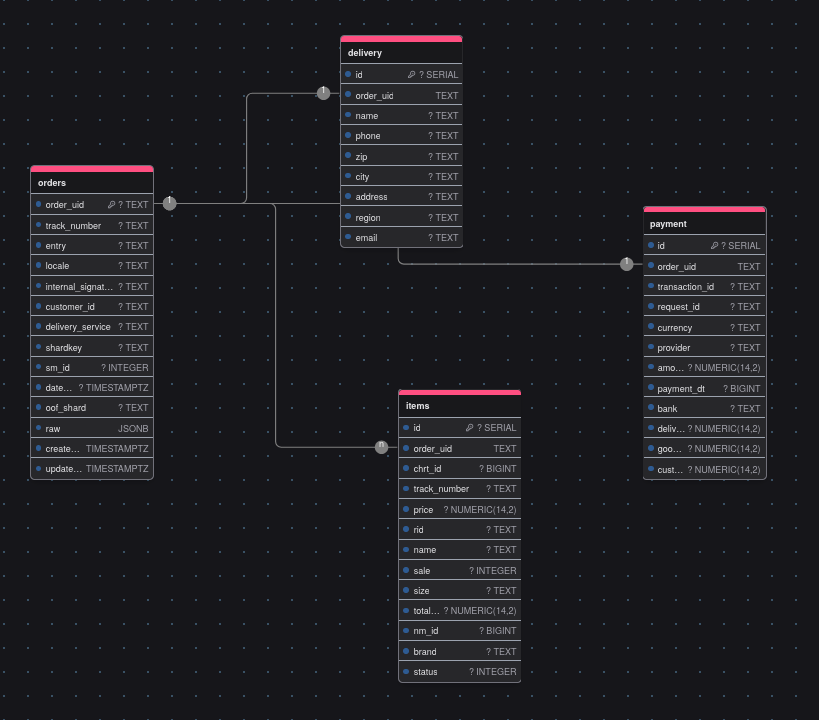 delivery
id ? SERIAL
order_uid TEXT
name ? TEXT
phone ? TEXT
zip ? TEXT
city ? TEXT
address ? TEXT
region ? TEXT
email ? TEXT
1
orders
order_uid ? TEXT
track_number ? TEXT
entry ? TEXT
locale ? TEXT
internal_signat... ? TEXT
customer_id ? TEXT
delivery_service ? TEXT
shardkey ? TEXT
sm_id ? INTEGER
date... ? TIMESTAMPTZ
oof_shard ? TEXT
raw JSONB
create... TIMESTAMPTZ
update... TIMESTAMPTZ
1
payment
id ? SERIAL
order_uid TEXT
transaction_id ? TEXT
request_id ? TEXT
currency ? TEXT
provider ? TEXT
amo... ? NUMERIC(14,2)
payment_dt ? BIGINT
bank ? TEXT
deliv... ? NUMERIC(14,2)
goo... ? NUMERIC(14,2)
cust... ? NUMERIC(14,2)
1
items
id ? SERIAL
order_uid TEXT
chrt_id ? BIGINT
track_number ? TEXT
price ? NUMERIC(14,2)
rid ? TEXT
name ? TEXT
sale ? INTEGER
size ? TEXT
total... ? NUMERIC(14,2)
nm_id ? BIGINT
brand ? TEXT
status ? INTEGER
n